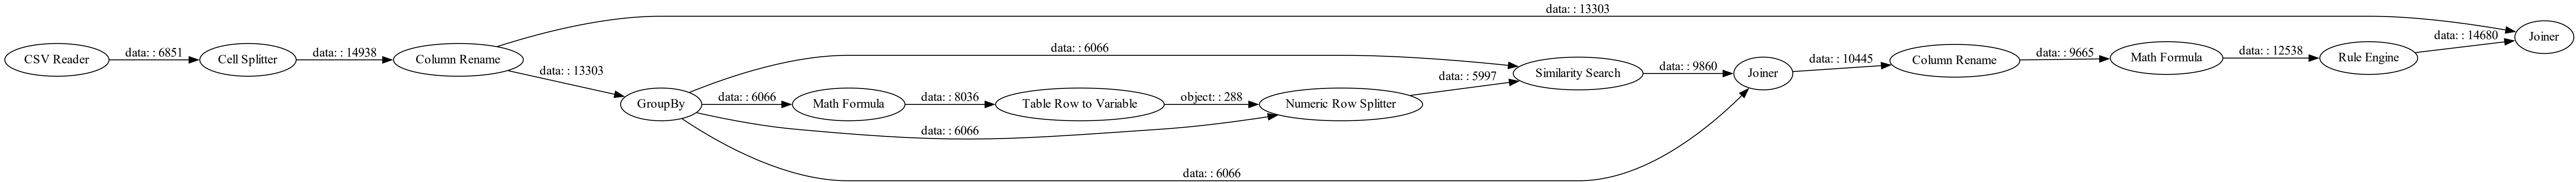 CSV Reader
data: : 6851
Cell Splitter
data: : 14938
Column Rename
data: : 13303
data: : 13303
GroupBy
data: : 6066
data: : 6066
data: : 6066
data: : 6066
Math Formula
data: : 8036
Table Row to Variable
object: : 288
Numeric Row Splitter
data: : 5997
Similarity Search
data: : 9860
Joiner
data: : 10445
Column Rename
data: : 9665
Math Formula
data: : 12538
Rule Engine
data: : 14680
Joiner